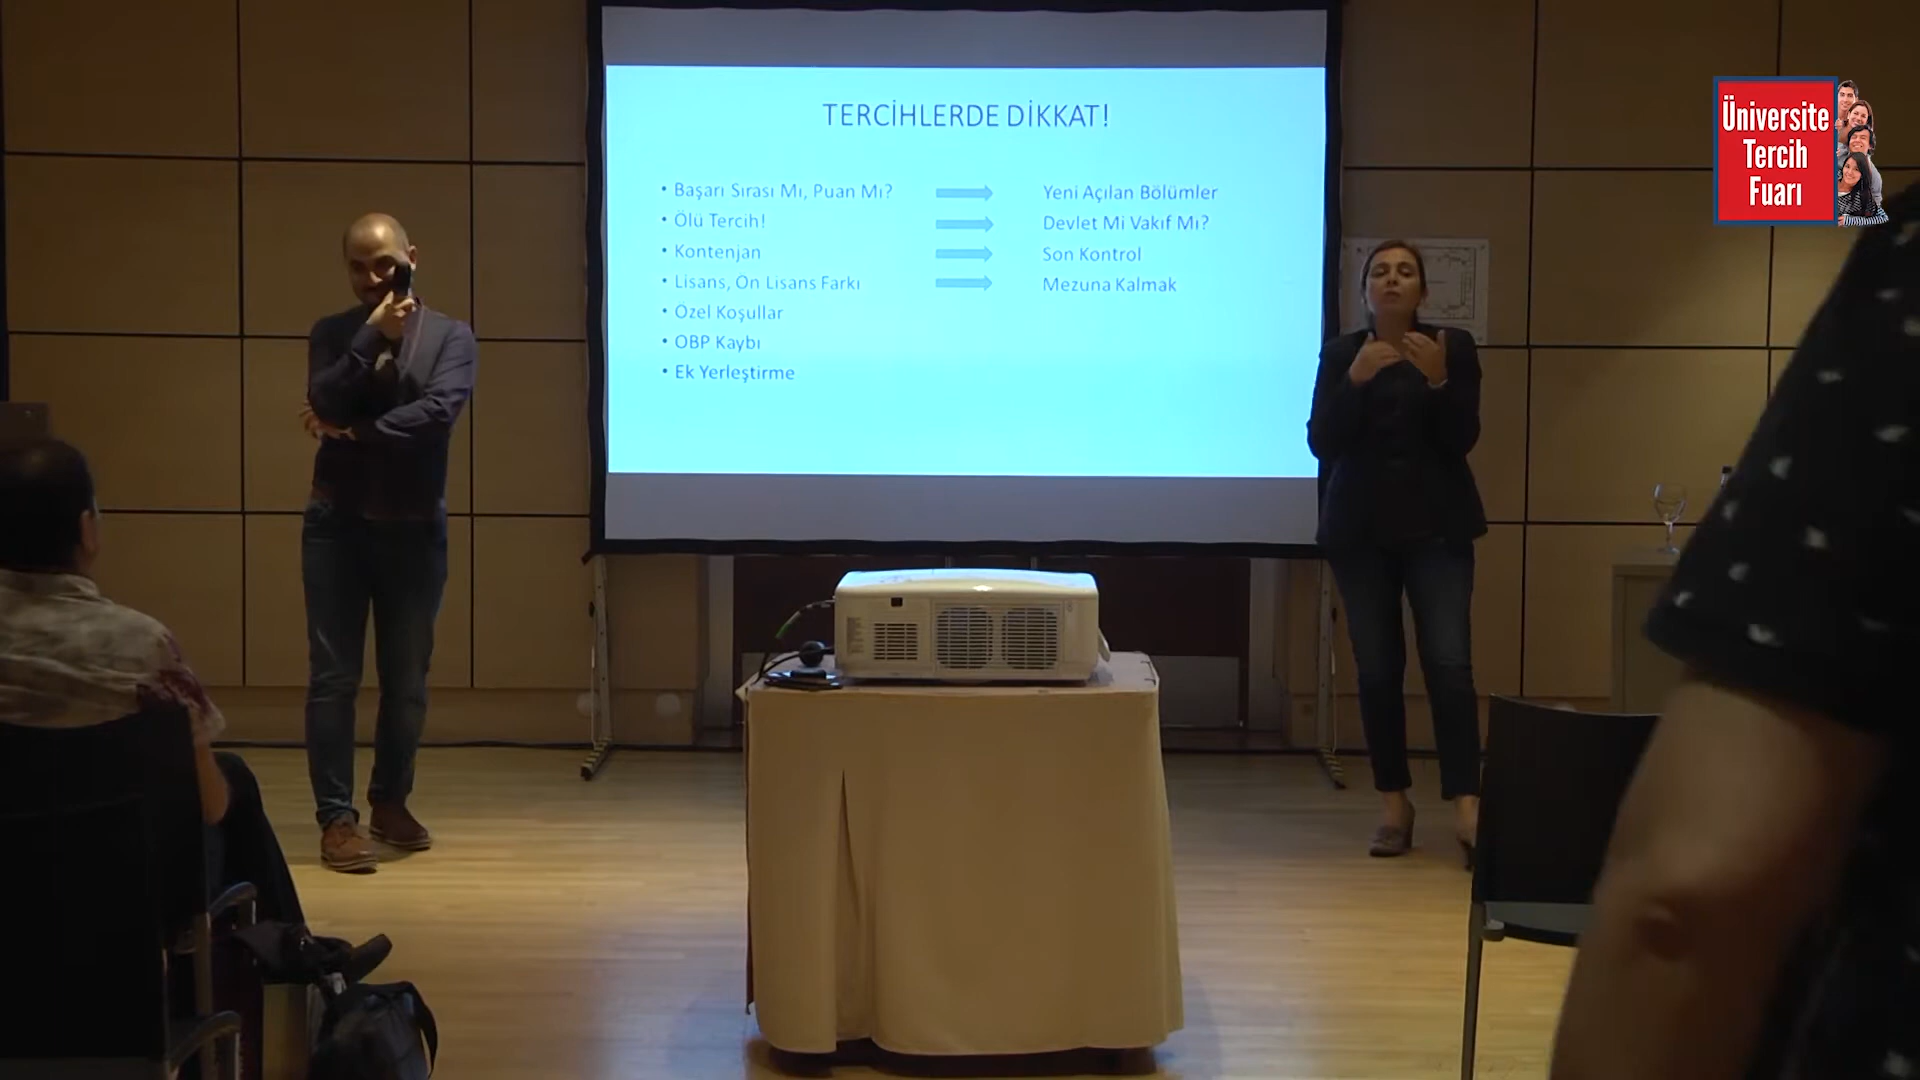 TERCİHLERDE DİKKAT!
• Başarı Sırası Mı, Puan Mı?
• Ölü Tercih!
• Kontenjan
• Lisans, Ön Lisans Farkı
• Özel Koşullar
• OBP Kaybı
• Ek Yerleştirme
Yeni Açılan Bölümler
Devlet Mi Vakıf Mı?
Son Kontrol
Mezuna Kalmak
Üniversite
Tercih
Fuarı